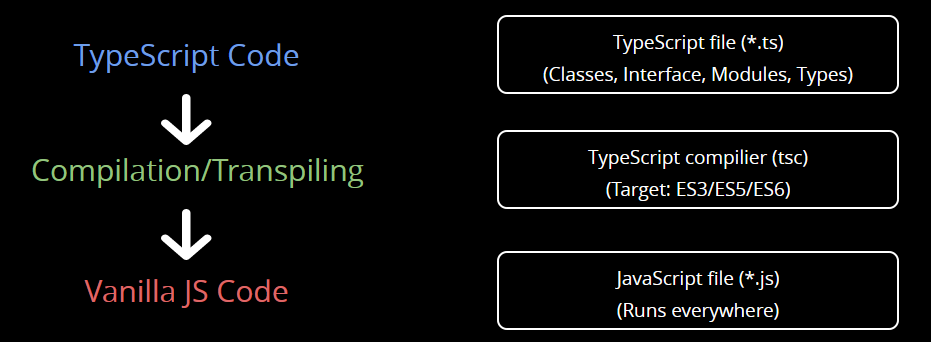 TypeScript Code
TypeScript file (*.ts)
(Classes, Interface, Modules, Types)
Compilation/Transpiling
TypeScript compilier (tsc)
(Target: ES3/ES5/ES6)
Vanilla JS Code
JavaScript file (*.js)
(Runs everywhere)